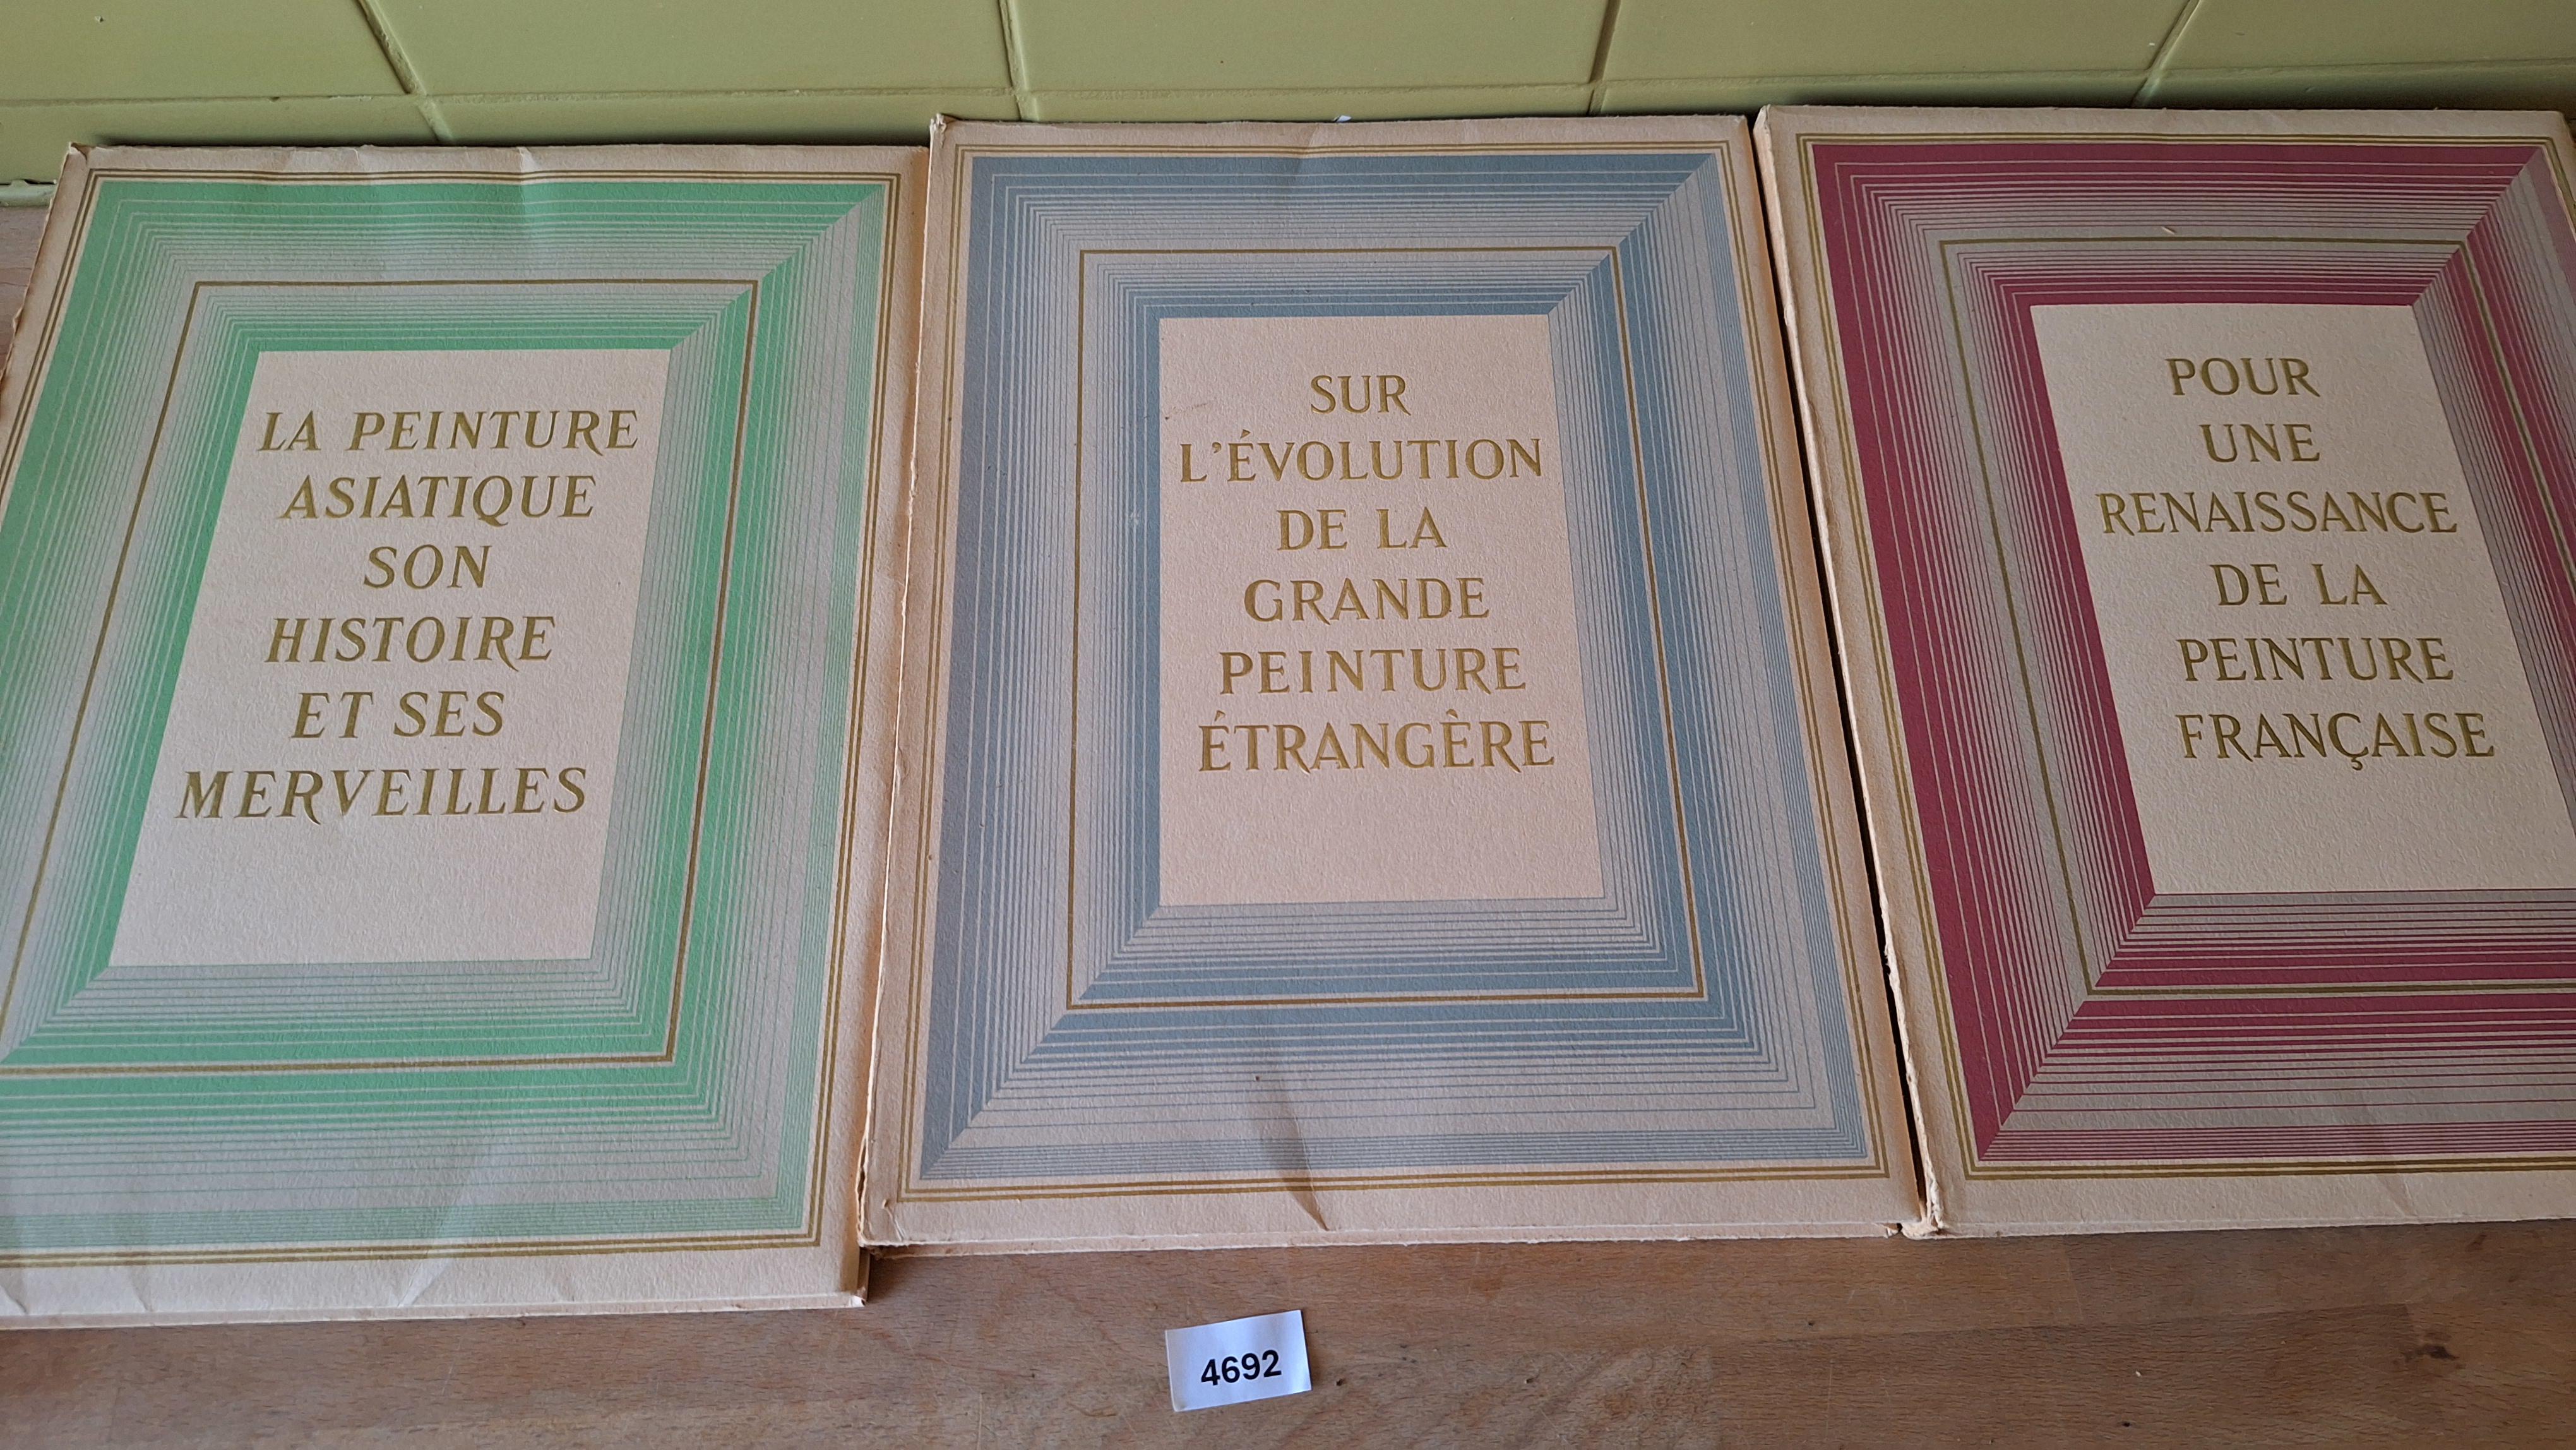 LA PEINTURE
ASIATIQUE
SON
HISTOIRE
ET SES
MERVEILLES
SUR
L'ÉVOLUTION
DE LA
GRANDE
PEINTURE
ÉTRANGÈRE
POUR
UNE
RENAISSANCE
DE LA
PEINTURE
FRANÇAISE
4692